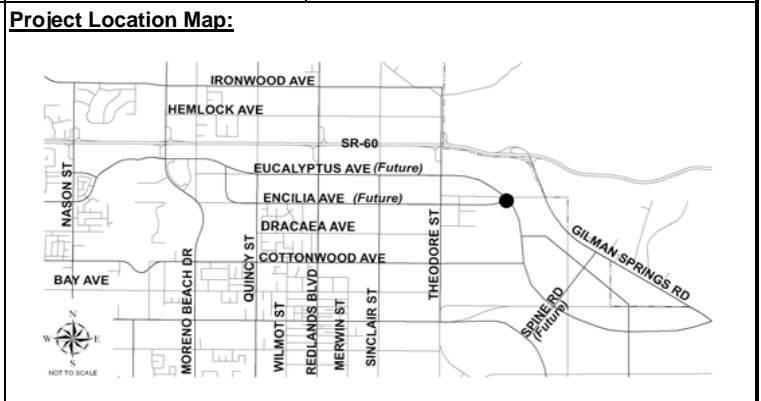 Project Location Map:
IRONWOOD AVE
HEMLOCK AVE
SR-60
EUCALYPTUS AVE (Future)
NASON ST
ENCILIA AVE (Future)
DRACAEA AVE
THEODORE ST
GILMAN SPRINGS RD
COTTONWOOD AVE
BAY AVE
MORENO BEACH DR
QUINCY ST
WILMOT ST
REDLANDS BLVD
MERWIN ST
SINCLAIR ST
SPINE RD
(Future)
N
W E
S
NOT TO SCALE